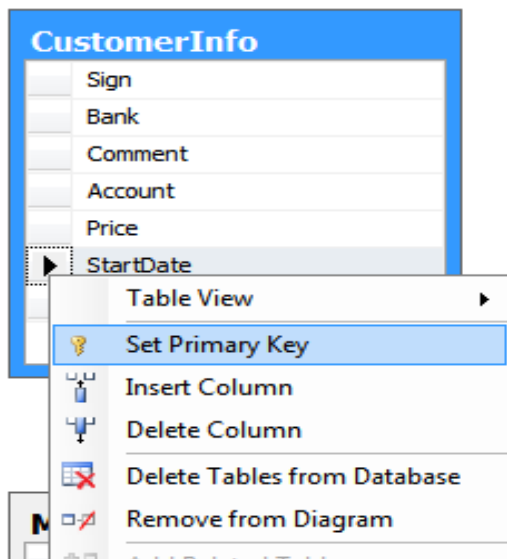 CustomerInfo
Sign
Bank
Comment
Account
Price
StartDate
Table View
Set Primary Key
Insert Column
Delete Column
Delete Tables from Database
Remove from Diagram